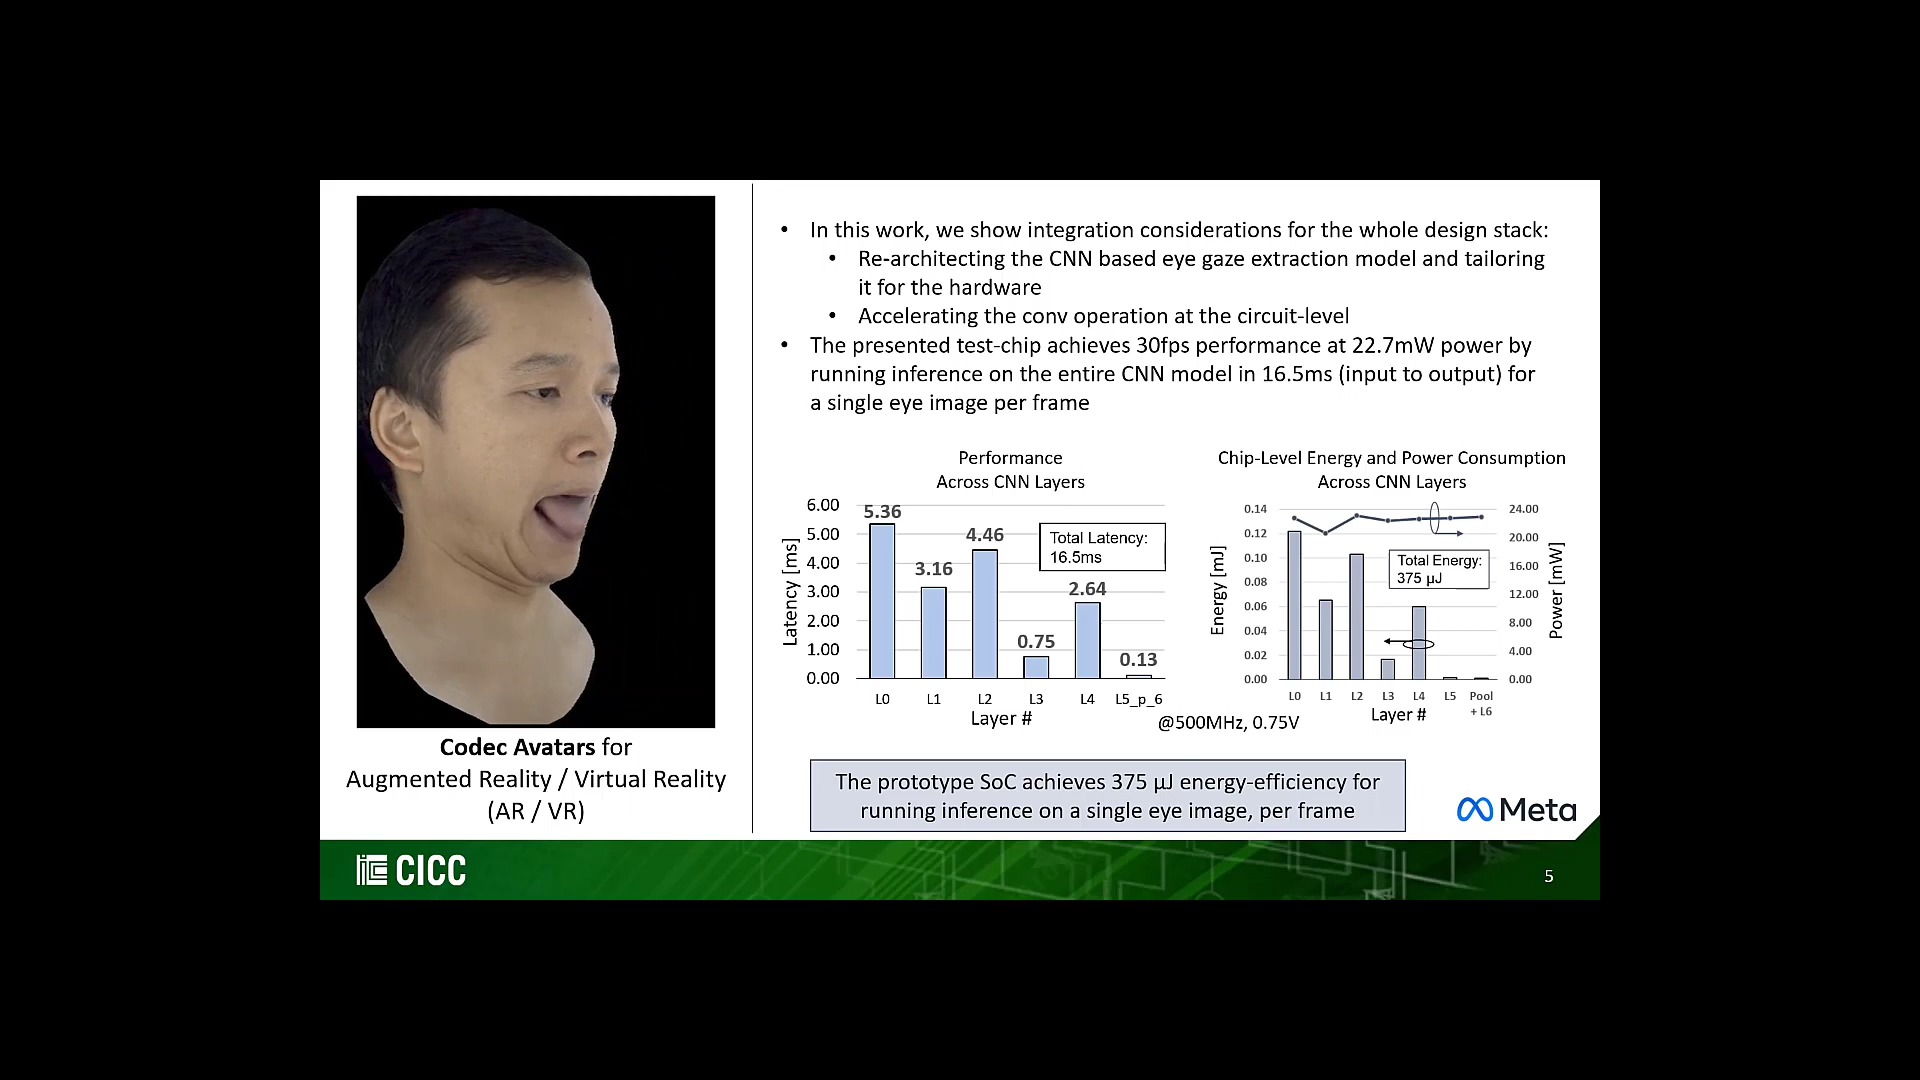 Codec Avatars for
Augmented Reality / Virtual Reality
(AR / VR)
• In this work, we show integration considerations for the whole design stack:
• Re-architecting the CNN based eye gaze extraction model and tailoring
it for the hardware
• Accelerating the conv operation at the circuit-level
• The presented test-chip achieves 30fps performance at 22.7mW power by
running inference on the entire CNN model in 16.5ms (input to output) for
a single eye image per frame
Performance
Across CNN Layers
Latency [ms]
6.00
5.00
4.00
3.00
2.00
1.00
0.00
5.36
3.16
4.46
0.75
2.64
0.13
Total Latency:
16.5ms
L0 L1 L2 L3 L4 L5_p_6
Layer #
Chip-Level Energy and Power Consumption
Across CNN Layers
Energy [mJ]
0.14
0.12
0.10
0.08
0.06
0.04
0.02
0.00
Total Energy:
375 µJ
24.00
20.00
16.00
12.00
8.00
4.00
0.00
Power [mW]
L0 L1 L2 L3 L4 L5 Pool
+ L6
Layer #
@500MHz, 0.75V
The prototype SoC achieves 375 µJ energy-efficiency for
running inference on a single eye image, per frame
Meta
CICC
5